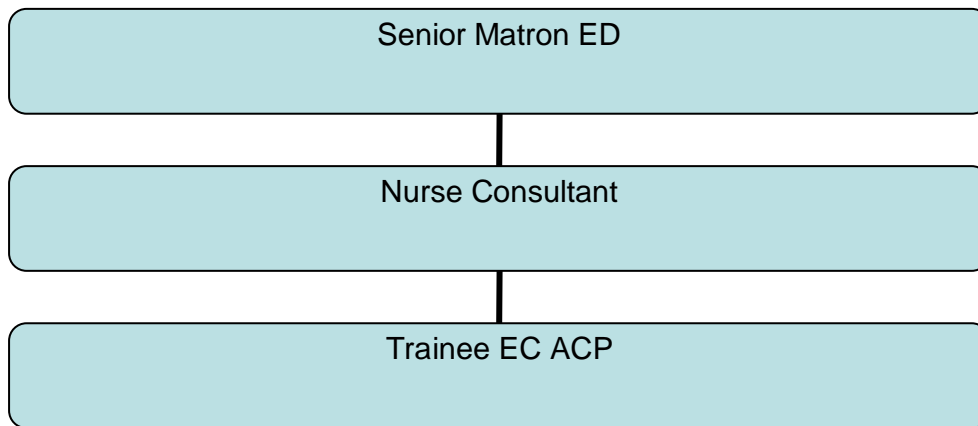 Senior Matron ED
Nurse Consultant
Trainee EC ACP